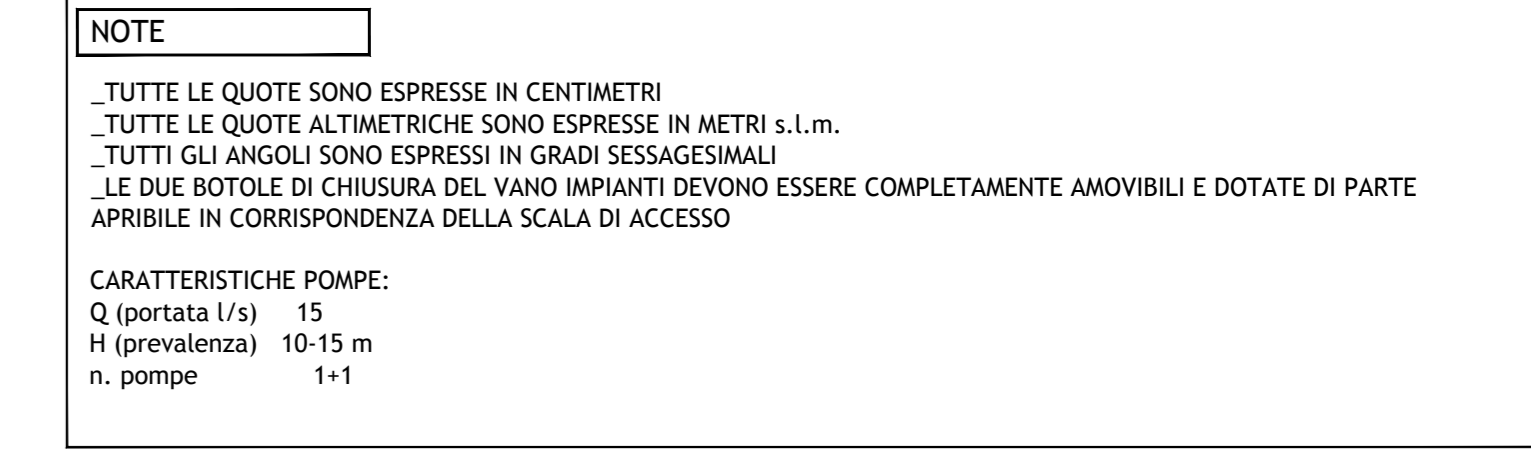 NOTE
_TUTTE LE QUOTE SONO ESPRESSE IN CENTIMETRI
_TUTTE LE QUOTE ALTIMETRICHE SONO ESPRESSE IN METRI s.l.m.
_TUTTI GLI ANGOLI SONO ESPRESSI IN GRADI SESSAGESIMALI
_LE DUE BOTOLE DI CHIUSURA DEL VANO IMPIANTI DEVONO ESSERE COMPLETAMENTE AMOVIBILI E DOTATE DI PARTE
APRIBILE IN CORRISPONDENZA DELLA SCALA DI ACCESSO
CARATTERISTICHE POMPE:
Q (portata l/s) 15
H (prevalenza) 10-15 m
n. pompe 1+1